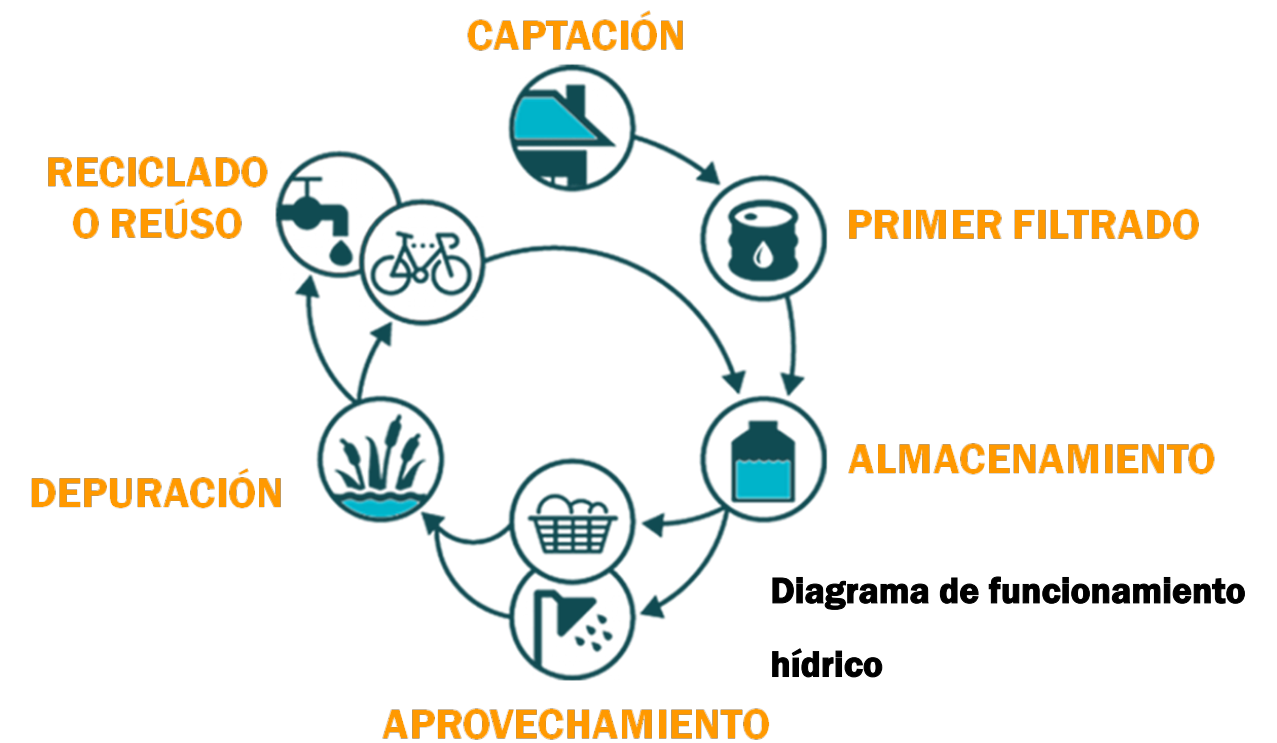 CAPTACIÓN
RECICLADO
O REÚSO
PRIMER FILTRADO
ALMACENAMIENTO
DEPURACIÓN
Diagrama de funcionamiento
hídrico
APROVECHAMIENTO